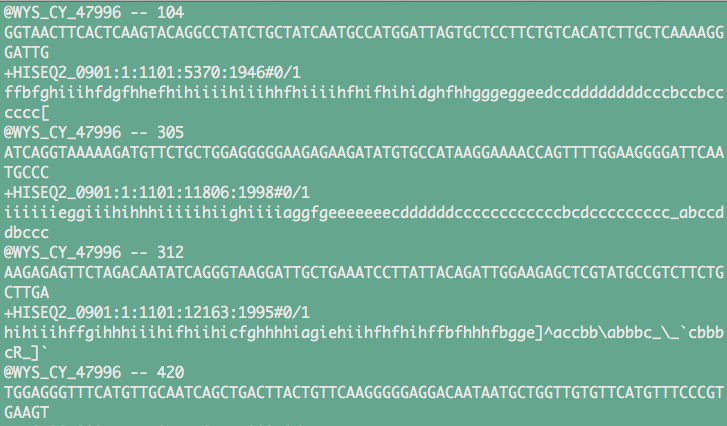 @WYS_CY_47996 -- 104
GGTAACTTCACTCAAGTACAGGCCTATCTGCTATCAATGCCATGGATTAGTGCTCCTTCTGTCACATCTTGCTCAAAAGG
GATTG
+HISEQ2_0901:1:1101:5370:1946#0/1
ffbfghiiihfdgfhhefhihiiiihiiihhfhiiiihfhifhihidghfhhgggeggeedccdddddddddcccbccbcc
cccc[
@WYS_CY_47996 -- 305
ATCAGGTAAAAAGATGTTCTGCTGGAGGGGGAAGAGAAGATATGTGCCATAAGGAAAACCAGTTTTGGAAGGGGATTCAA
TGCCC
+HISEQ2_0901:1:1101:11806:1998#0/1
iiiiiieggiiihihhhiiiiihiighiiiiaggfgeeeeeeecddddddcccccccccccccbcdccccccccc_abccd
dbccc
@WYS_CY_47996 -- 312
AAGAGAGTTCTAGACAATATCAGGGTAAGGATTGCTGAAATCCTTATTACAGATTGGAAGAGCTCGTATGCCGTCTTCTG
CTTGA
+HISEQ2_0901:1:1101:12163:1995#0/1
hihiiihffgihhhiiihifhiihicfghhhhiagiehiihfhfhihffbfhhhfbgge]^accbb\abbbc_\_`cbbb
cR_]`
@WYS_CY_47996 -- 420
TGGAGGGTTTCATGTTGCAATCAGCTGACTTACTGTTCAAGGGGGAGGACAATAATGCTGGTTGTGTTCATGTTTCCCGT
GAAGT